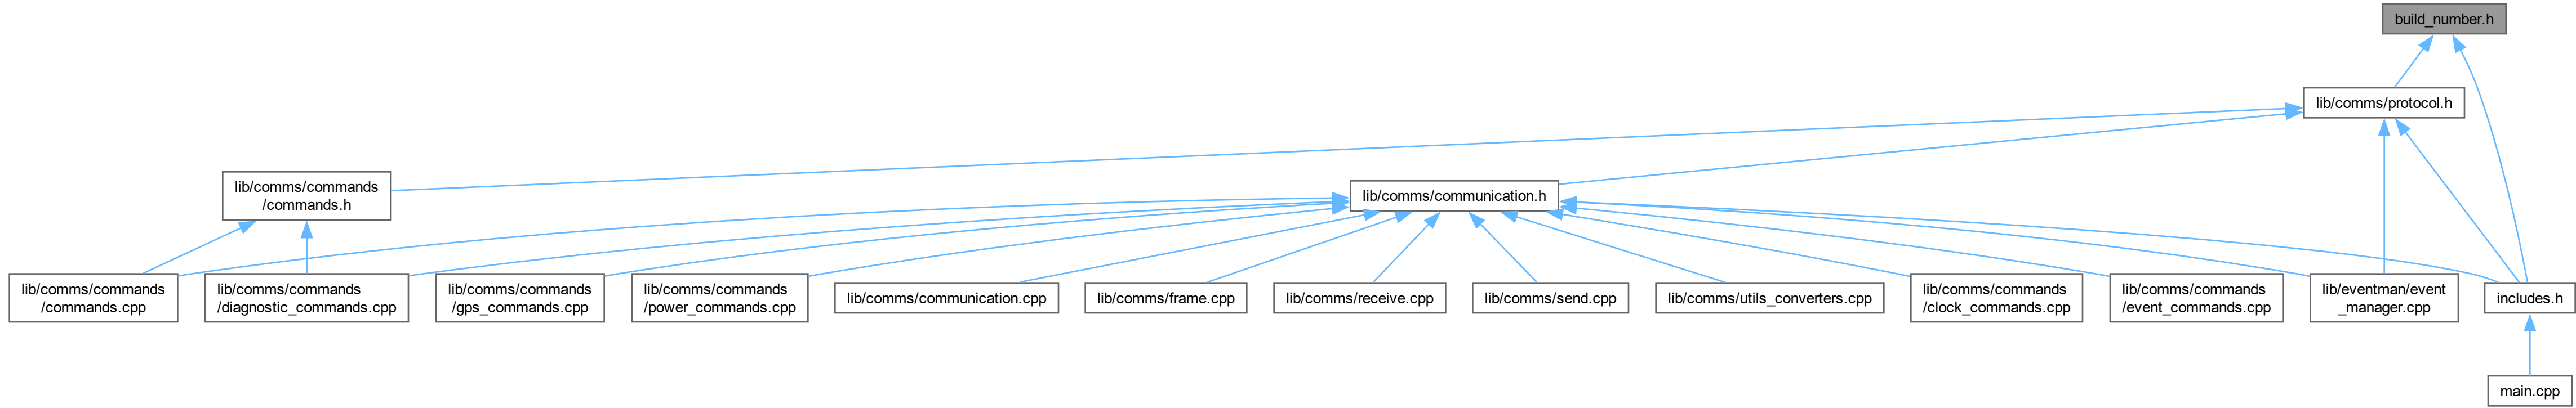 build_number.h
lib/comms/protocol.h
lib/comms/commands
/commands.h
lib/comms/communication.h
lib/comms/commands
/commands.cpp
lib/comms/commands
/diagnostic_commands.cpp
lib/comms/commands
/gps_commands.cpp
lib/comms/commands
/power_commands.cpp
lib/comms/communication.cpp
lib/comms/frame.cpp
lib/comms/receive.cpp
lib/comms/send.cpp
lib/comms/utils_converters.cpp
lib/comms/commands
/clock_commands.cpp
lib/comms/commands
/event_commands.cpp
lib/eventman/event
_manager.cpp
includes.h
main.cpp